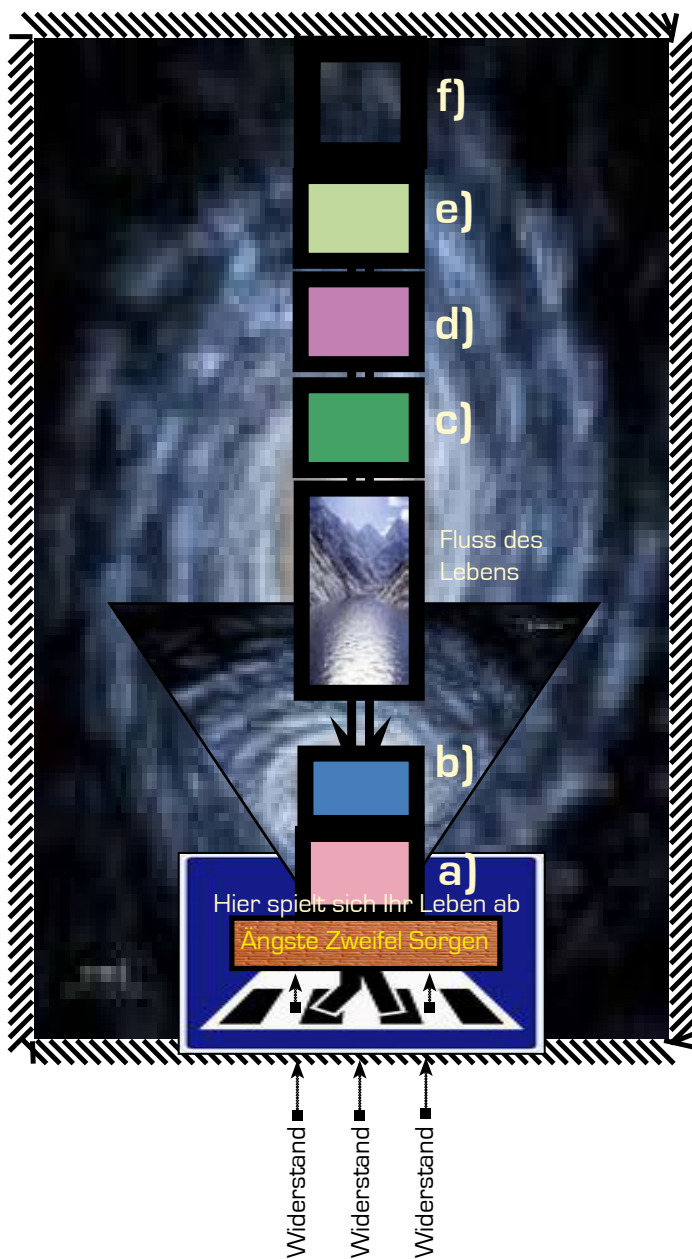 f)
e)
d)
c)
Fluss des
Lebens
b)
a)
Hier spielt sich Ihr Leben ab
Ängste Zweifel Sorgen
Widerstand
Widerstand
Widerstand